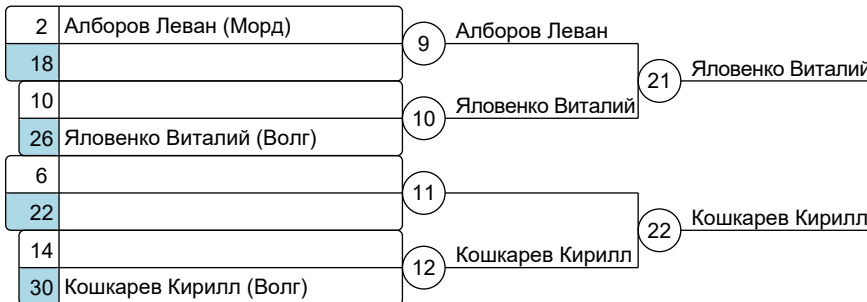 2 Алборов Леван (Морд)
18
9 Алборов Леван
10
26 Яловенко Виталий (Волг)
10 Яловенко Виталий
21 Яловенко Виталий
6
22
11
14
30 Кошкарев Кирилл (Волг)
12 Кошкарев Кирилл
22 Кошкарев Кирилл